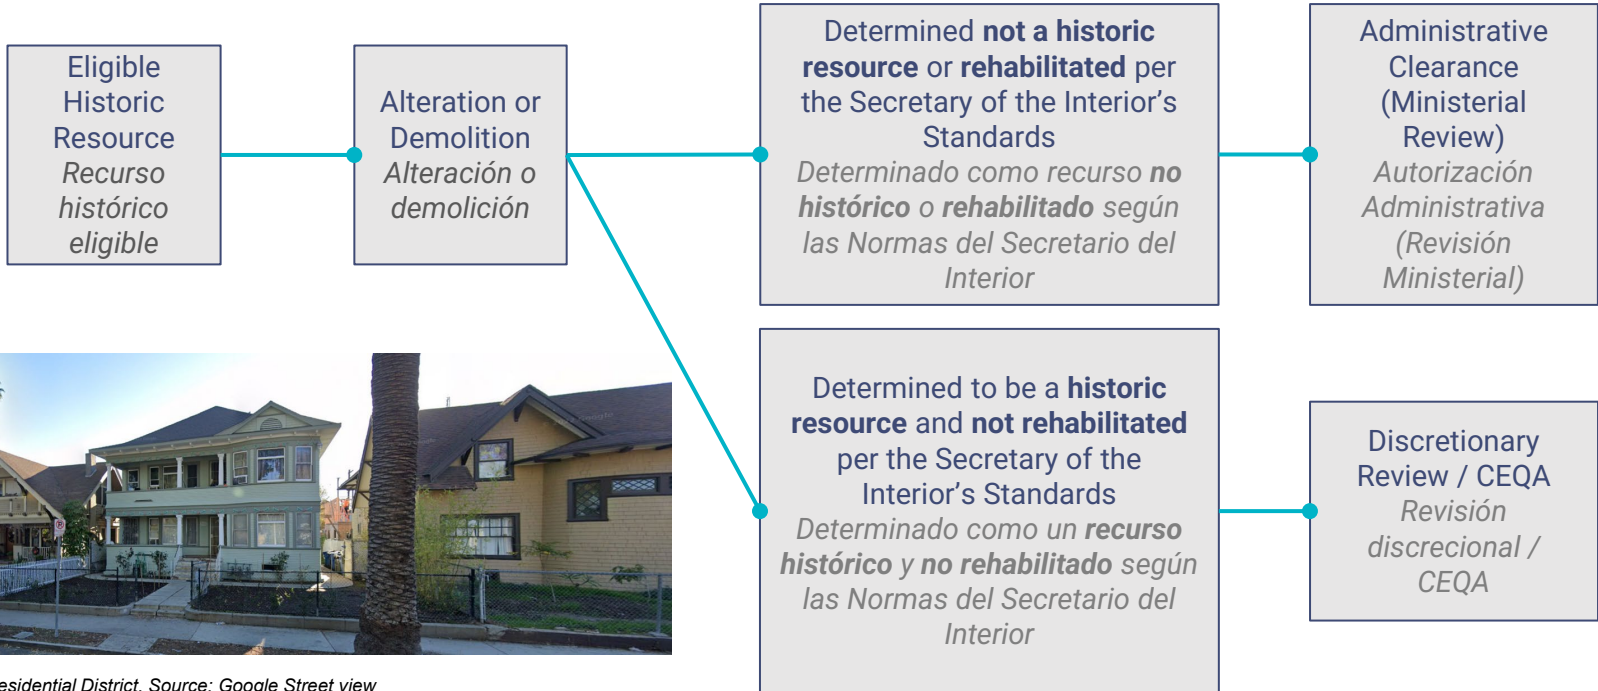 Eligible
Historic
Resource
Recurso
histórico
eligible
Alteration or
Demolition
Alteración o
demolición
Determined not a historic
resource or rehabilitated per
the Secretary of the Interior's
Standards
Determinado como recurso no
histórico o rehabilitado según
las Normas del Secretario del
Interior
Administrative
Clearance
(Ministerial
Review)
Autorización
Administrativa
(Revisión
Ministerial)
Determined to be a historic
resource and not rehabilitated
per the Secretary of the
Interior's Standards
Determinado como un recurso
histórico y no rehabilitado según
las Normas del Secretario del
Interior
Discretionary
Review / CEQA
Revisión
discrecional /
CEQA
esidential District. Source: Google Street view